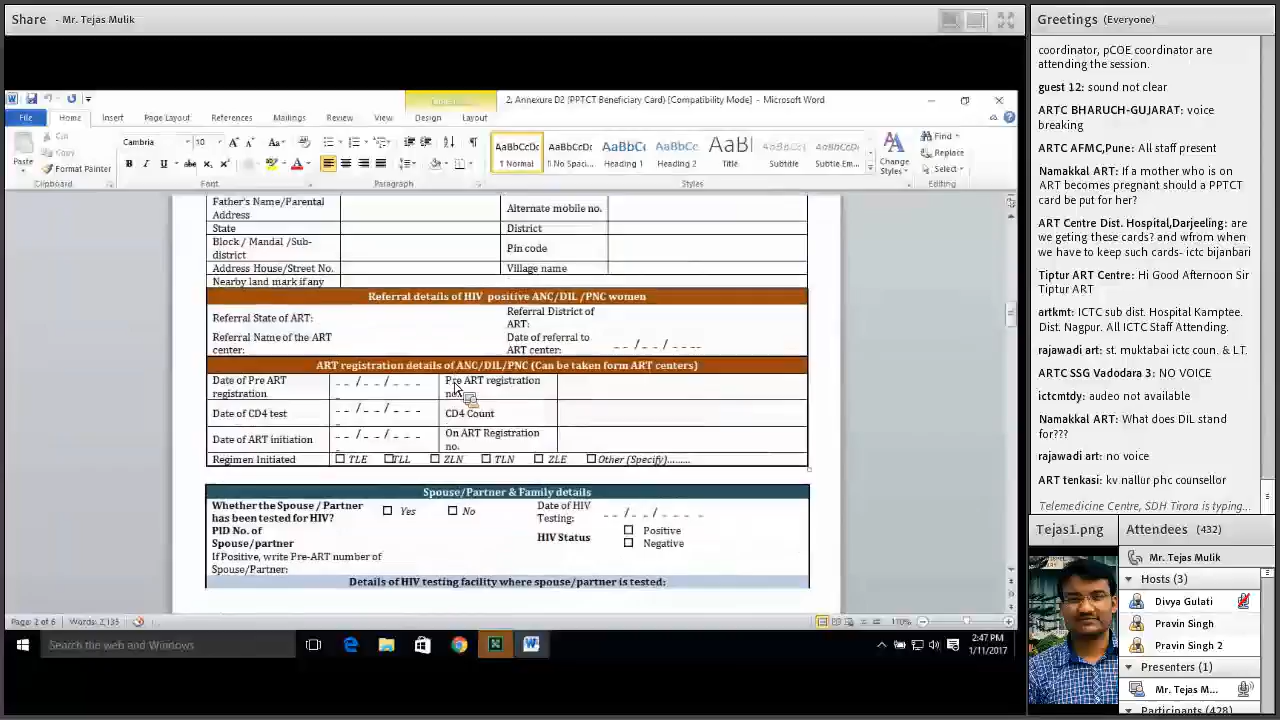 Share - Mr. Tejas Mulik
2. Annexure D2 (PPTCT Beneficiary Card) [Compatibility Mode] - Microsoft Word
File Home Insert Page Layout References Mailings Review View Design Layout
Cut
Copy
Format Painter
Paste
Clipboard
Cambria 10
Font
Paragraph
AaBbCcDc AaBbCcDc AaBbC AaBbCc AaBl AaBbCc. AaBbCcDc
¶ Normal ¶ No Spaci... Heading 1 Heading 2 Title Subtitle Subtle Em...
Change Styles
Styles
Find
Replace
Select
Editing
Father's Name/Parental Address
Alternate mobile no.
State District
Block / Mandal /Sub-district
Pin code
Address House/Street No. Village name
Nearby land mark if any
Referral details of HIV positive ANC/DIL /PNC women
Referral State of ART: Referral District of ART:
Referral Name of the ART center: Date of referral to ART center: _ _ /_ _ /_ _ _ _
ART registration details of ANC/DIL/PNC (Can be taken form ART centers)
Date of Pre ART registration _ _ /_ _ /_ _ _ _ Pre ART registration no.
Date of CD4 test _ _ /_ _ /_ _ _ _ CD4 Count
Date of ART initiation _ _ /_ _ /_ _ _ _ On ART Registration no.
Regimen Initiated TLE TLL ZLN TLN ZLE Other (Specify).........
Spouse/Partner & Family details
Whether the Spouse / Partner has been tested for HIV? Yes No
Date of HIV Testing: _ _ /_ _ /_ _ _ _
PID No. of Spouse/partner
HIV Status Positive
Negative
If Positive, write Pre-ART number of Spouse/Partner:
Details of HIV testing facility where spouse/partner is tested:
Page: 2 of 6 Words: 2,135 110%
Search the web and Windows
2:47 PM
1/11/2017
Greetings (Everyone)
coordinator, pCOE coordinator are
attending the session.
guest 12: sound not clear
ARTC BHARUCH-GUJARAT: voice
breaking
ARTC AFMC,Pune: All staff present
Namakkal ART: If a mother who is on
ART becomes pregnant should a PPTCT
card be put for her?
ART Centre Dist. Hospital,Darjeeling: are
we geting these cards? and wfrom when
we have to keep such cards- ictc bijanbari
Tiptur ART Centre: Hi Good Afternoon Sir
Tiptur ART
artkmt: ICTC sub dist. Hospital Kamptee.
Dist. Nagpur. All ICTC Staff Attending.
rajawadi art: st. muktabai ictc couns. & LT
ARTC SSG Vadodara 3: NO VOICE
ictcmtdy: audeo not available
Namakkal ART: What does DIL stand
for???
rajawadi art: no voice
ART tenkasi: kv nallur phc counsellor
Telemedicine Centre, SDH Tirora is typing...
Tejas1.png
Attendees (432)
Mr. Tejas Mulik
Hosts (3)
Divya Gulati
Pravin Singh
Pravin Singh 2
Presenters (1)
Mr. Tejas M...
Participants (428)